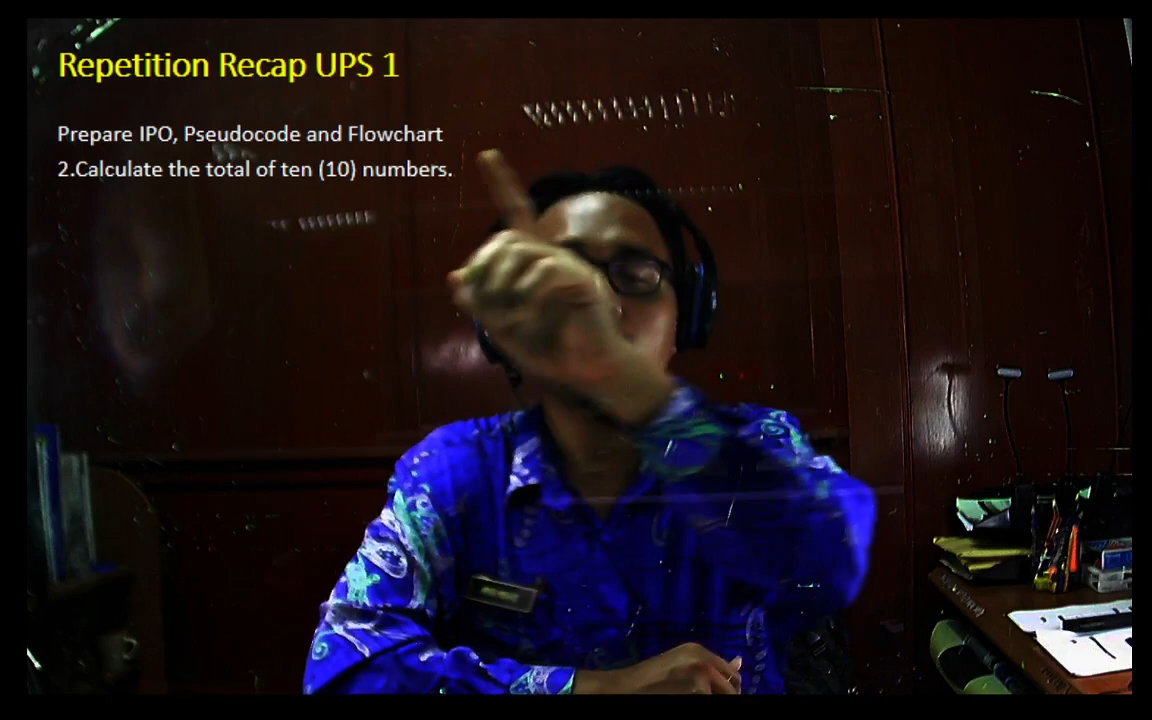 Repetition Recap UPS 1
Prepare IPO, Pseudocode and Flowchart
2.Calculate the total of ten (10) numbers.